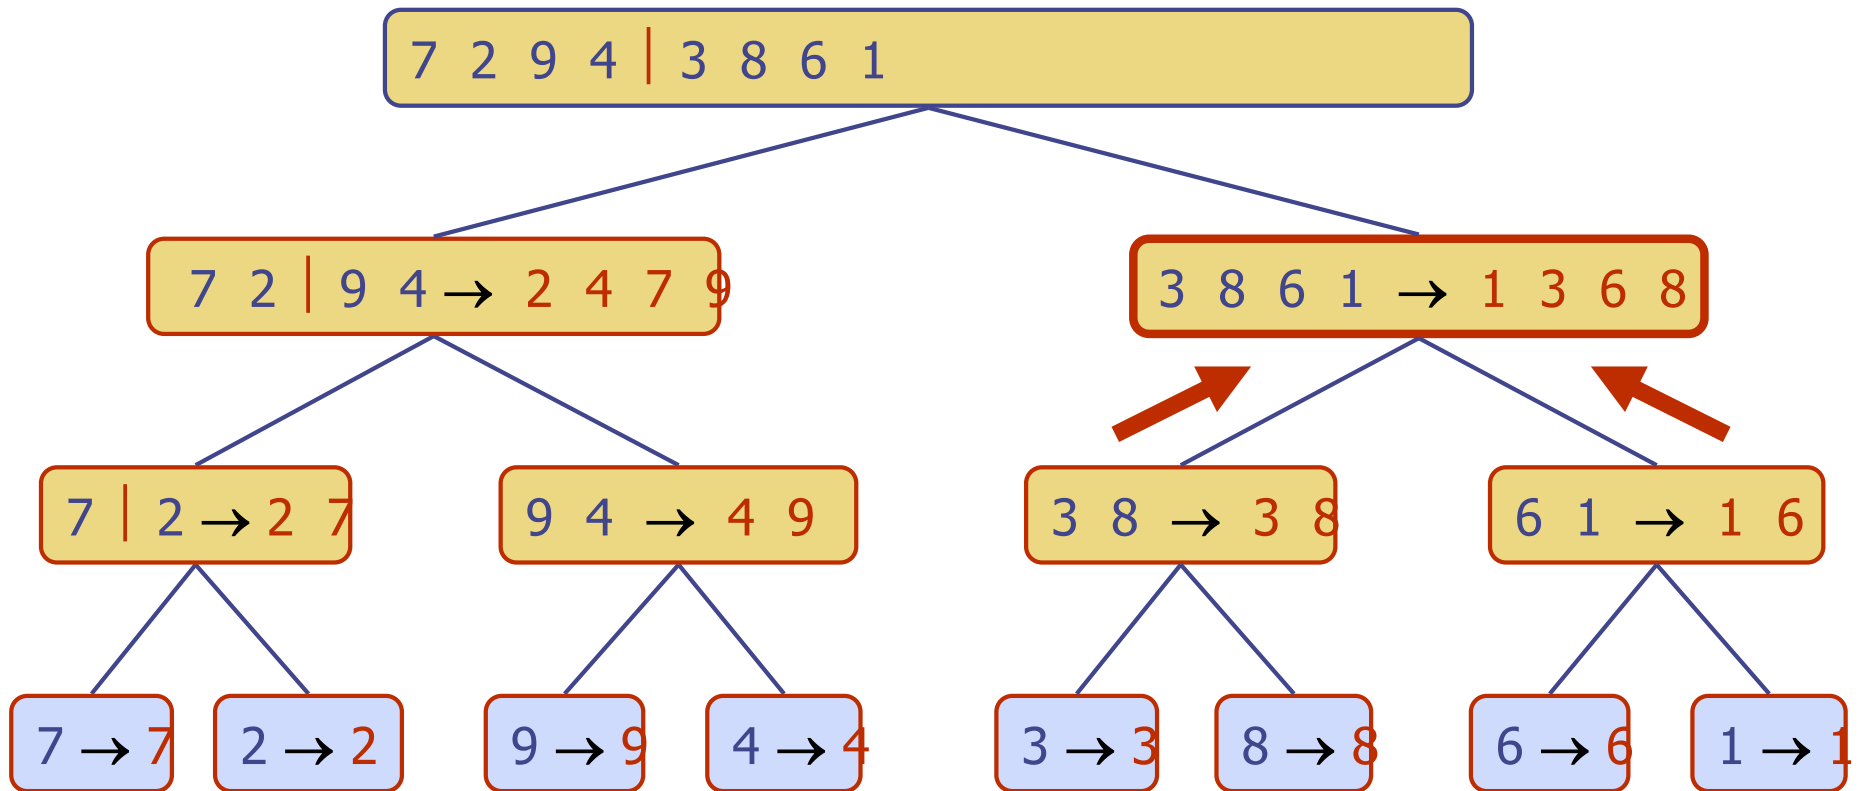 7 2 9 4 | 3 8 6 1
7 2 | 9 4 → 2 4 7 9
3 8 6 1 → 1 3 6 8
7 | 2 → 2 7
9 4 → 4 9
3 8 → 3 8
6 1 → 1 6
7 → 7
2 → 2
9 → 9
4 → 4
3 → 3
8 → 8
6 → 6
1 → 1